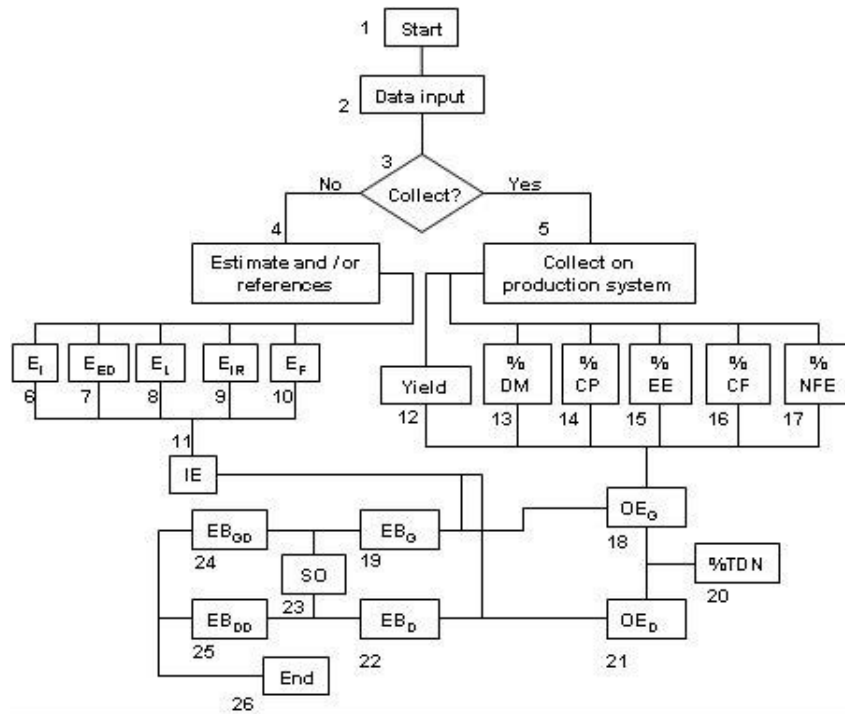 1
Start
2
Data input
3
No
Collect?
Yes
4
5
Estimate and / or
references
Collect on
production system
E_I
E_ED
E_L
E_IR
E_F
6
7
8
9
10
Yield
%
DM
%
CP
%
EE
%
CF
%
NFE
12
13
14
15
16
17
11
IE
EB_GD
EB_G
OE_G
24
19
18
SO
%TDN
23
20
EB_DD
EB_D
OE_D
25
22
21
End
26